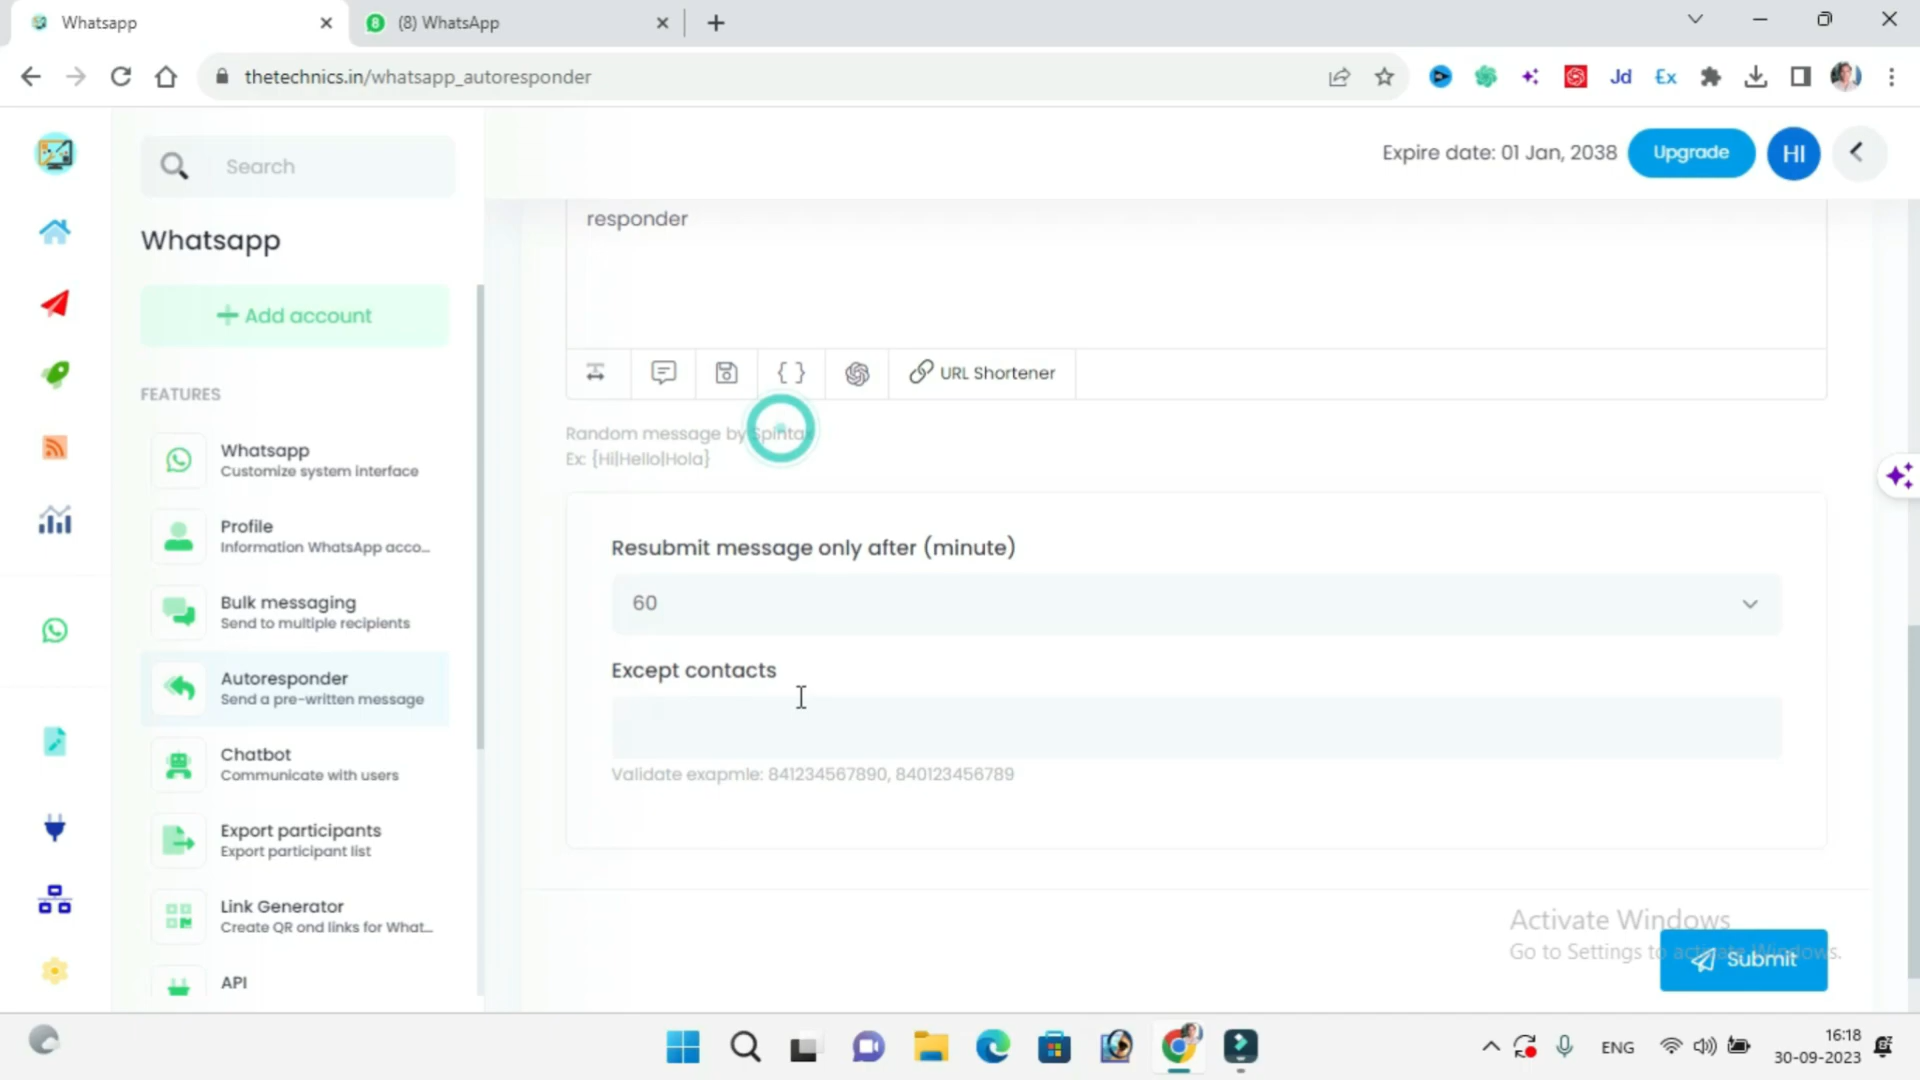 Whatsapp
(8) WhatsApp
thetechnics.in/whatsapp_autoresponder
Jd
Ex
Search
Expire date: 01 Jan, 2038
Upgrade
HI
Whatsapp
Add account
FEATURES
Whatsapp
Customize system interface
Profile
Information WhatsApp acco...
Bulk messaging
Send to multiple recipients
Autoresponder
Send a pre-written message
Chatbot
Communicate with users
Export participants
Export participant list
Link Generator
Create QR ond links for What...
API
responder
URL Shortener
Random message by Spintax
Ex: {Hi|Hello|Hola}
Resubmit message only after (minute)
60
Except contacts
Validate exapmle: 841234567890, 840123456789
Activate Windows
Go to Settings to activate Windows.
Submit
ENG
16:18
30-09-2023